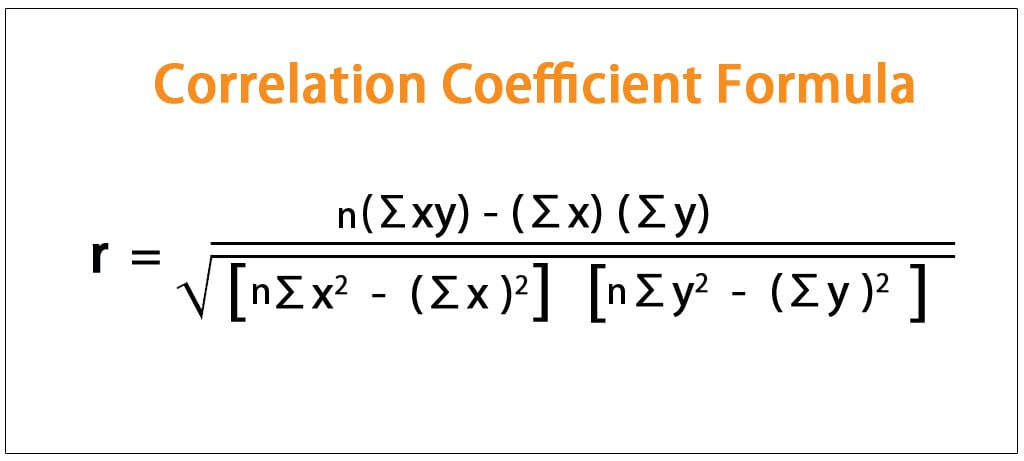 Correlation Coefficient Formula
n(Σxy) - (Σx) (Σy)
r =
√[nΣx² - (Σx)²] [nΣy² - (Σy)²]